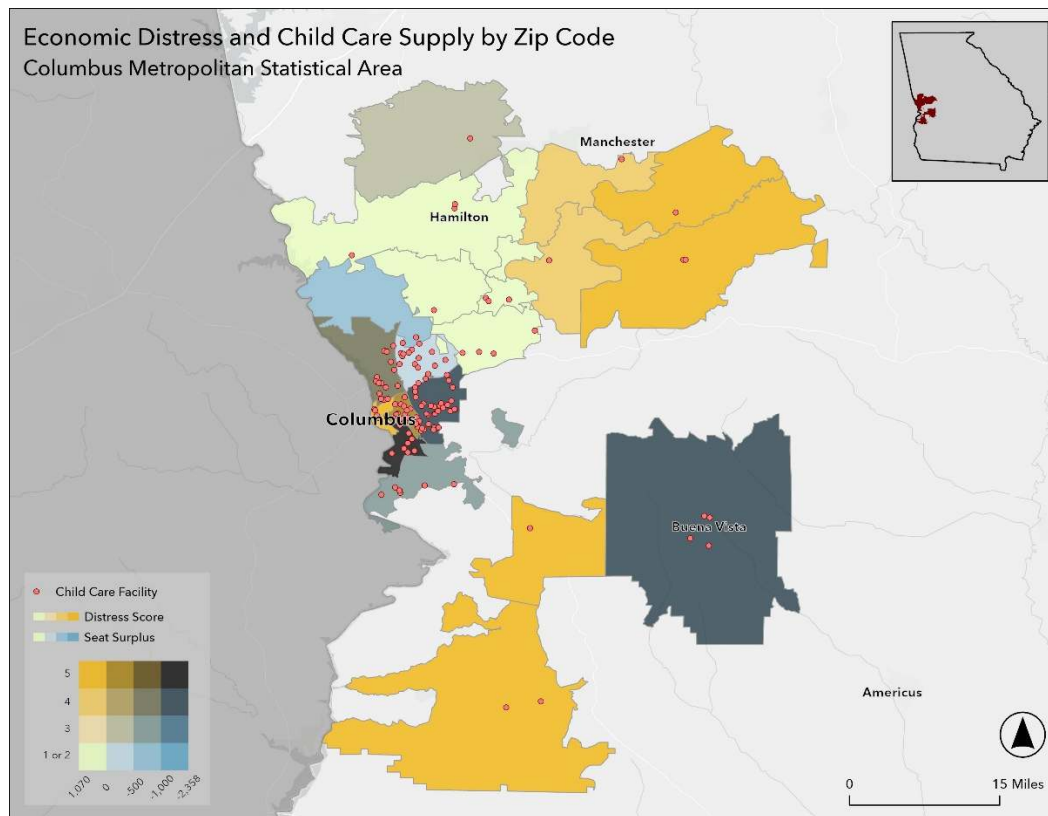 Economic Distress and Child Care Supply by Zip Code
Columbus Metropolitan Statistical Area
Manchester
Hamilton
Columbus
Buena Vista
Americus
Child Care Facility
Distress Score
Seat Surplus
5
4
3
1 or 2
1,070
0
-500
-1,000
-2,358
0
15 Miles